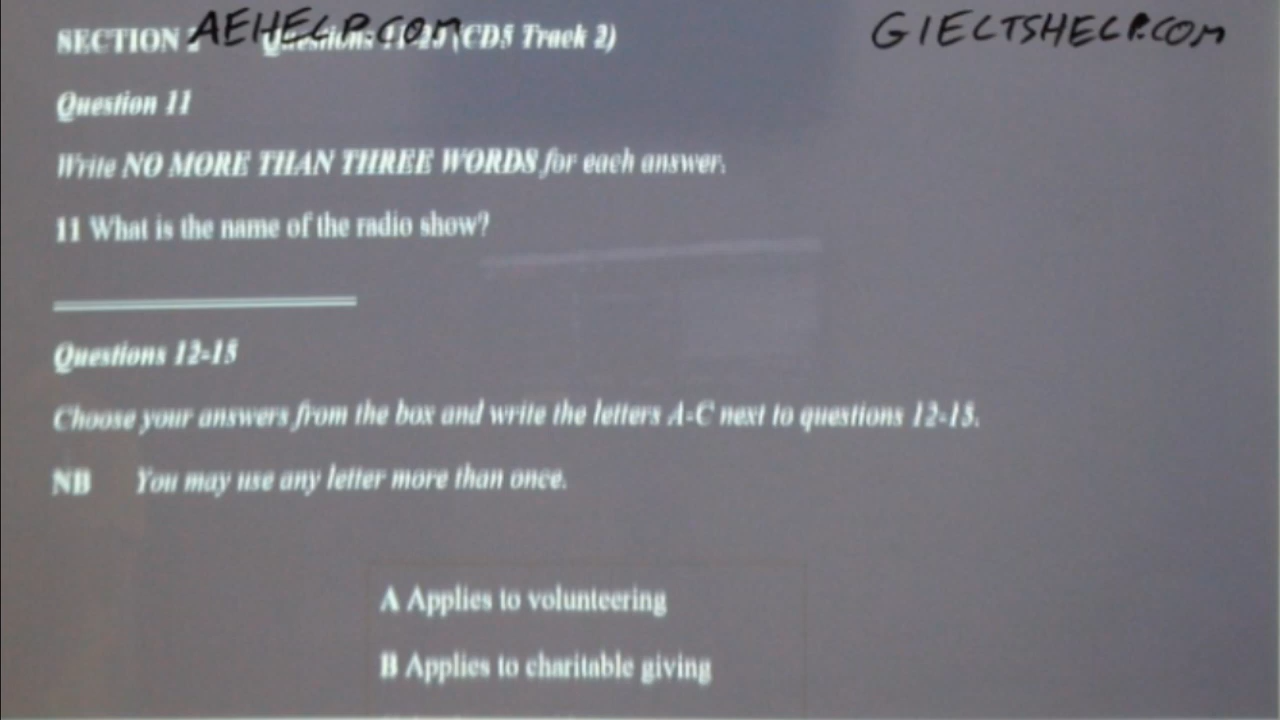 AEHELP.COM GIELTSHELP.COM
SECTION 2 Questions 11-20 (CD5 Track 2)
Question 11
Write NO MORE THAN THREE WORDS for each answer.
11 What is the name of the radio show?
Questions 12-15
Choose your answers from the box and write the letters A-C next to questions 12-15.
NB You may use any letter more than once.
A Applies to volunteering
B Applies to charitable giving